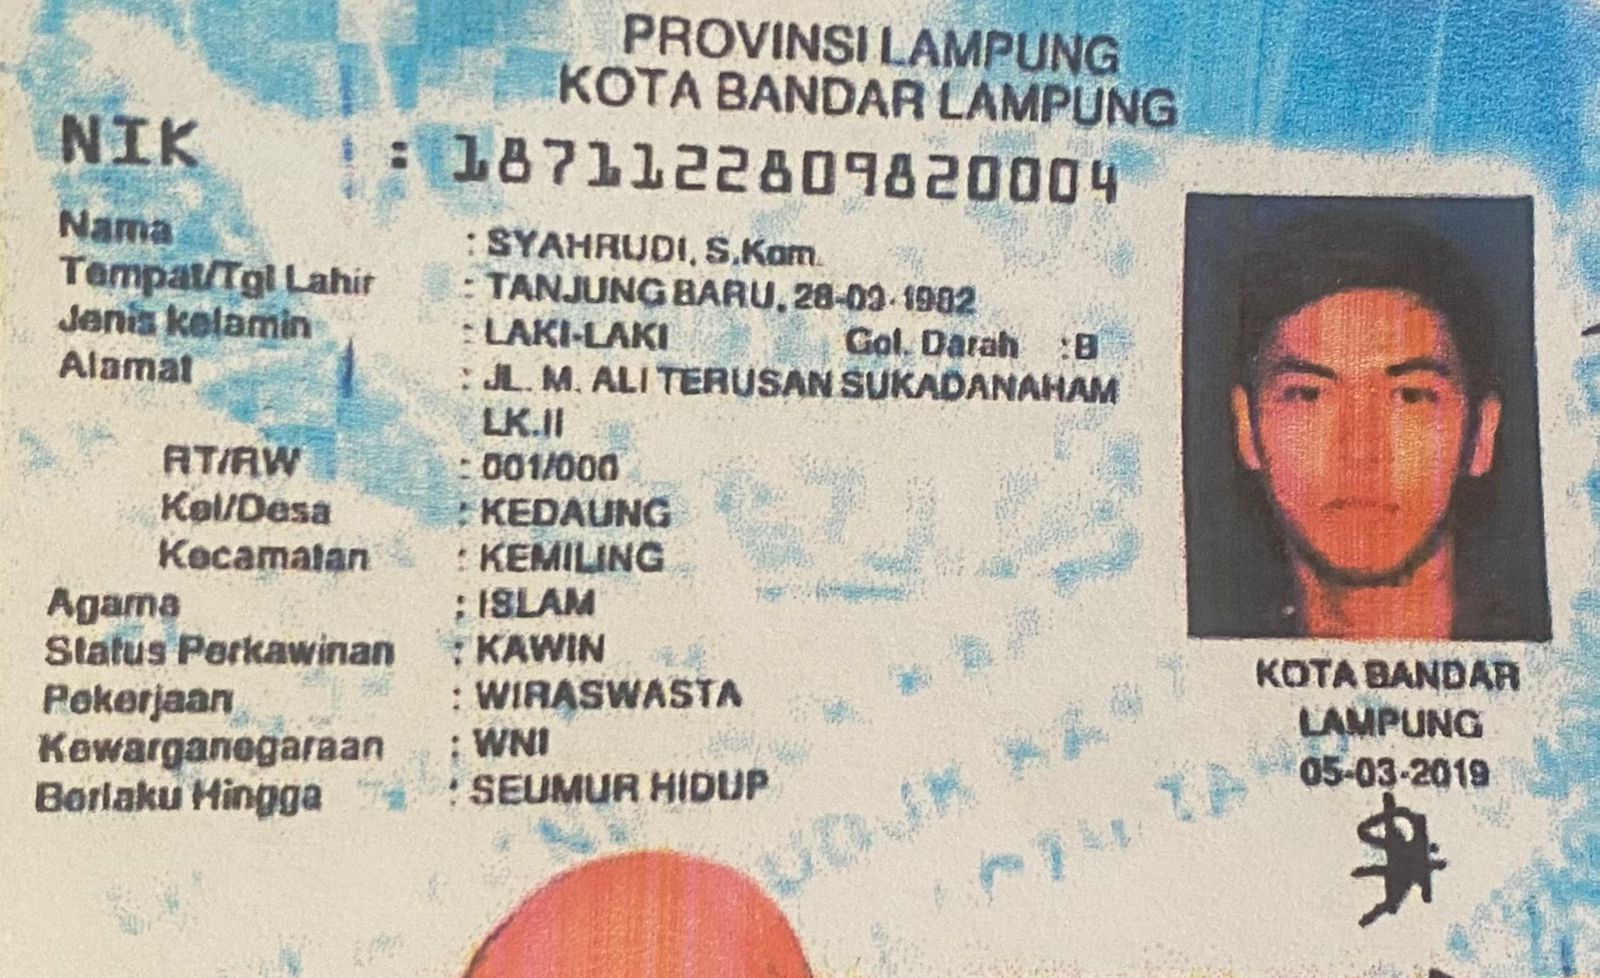 PROVINSI LAMPUNG
KOTA BANDAR LAMPUNG
NIK : 1871122809820004
Nama : SYAHRUDI, S.Kom.
Tempat/Tgl Lahir : TANJUNG BARU, 28-09-1982
Jenis kelamin : LAKI-LAKI Gol. Darah : B
Alamat : JL. M. ALI TERUSAN SUKADANAHAM
LK.II
RT/RW : 001/000
Kel/Desa : KEDAUNG
Kecamatan : KEMILING
Agama : ISLAM
Status Perkawinan : KAWIN
Pekerjaan : WIRASWASTA
Kewarganegaraan : WNI
Berlaku Hingga : SEUMUR HIDUP
KOTA BANDAR
LAMPUNG
05-03-2019